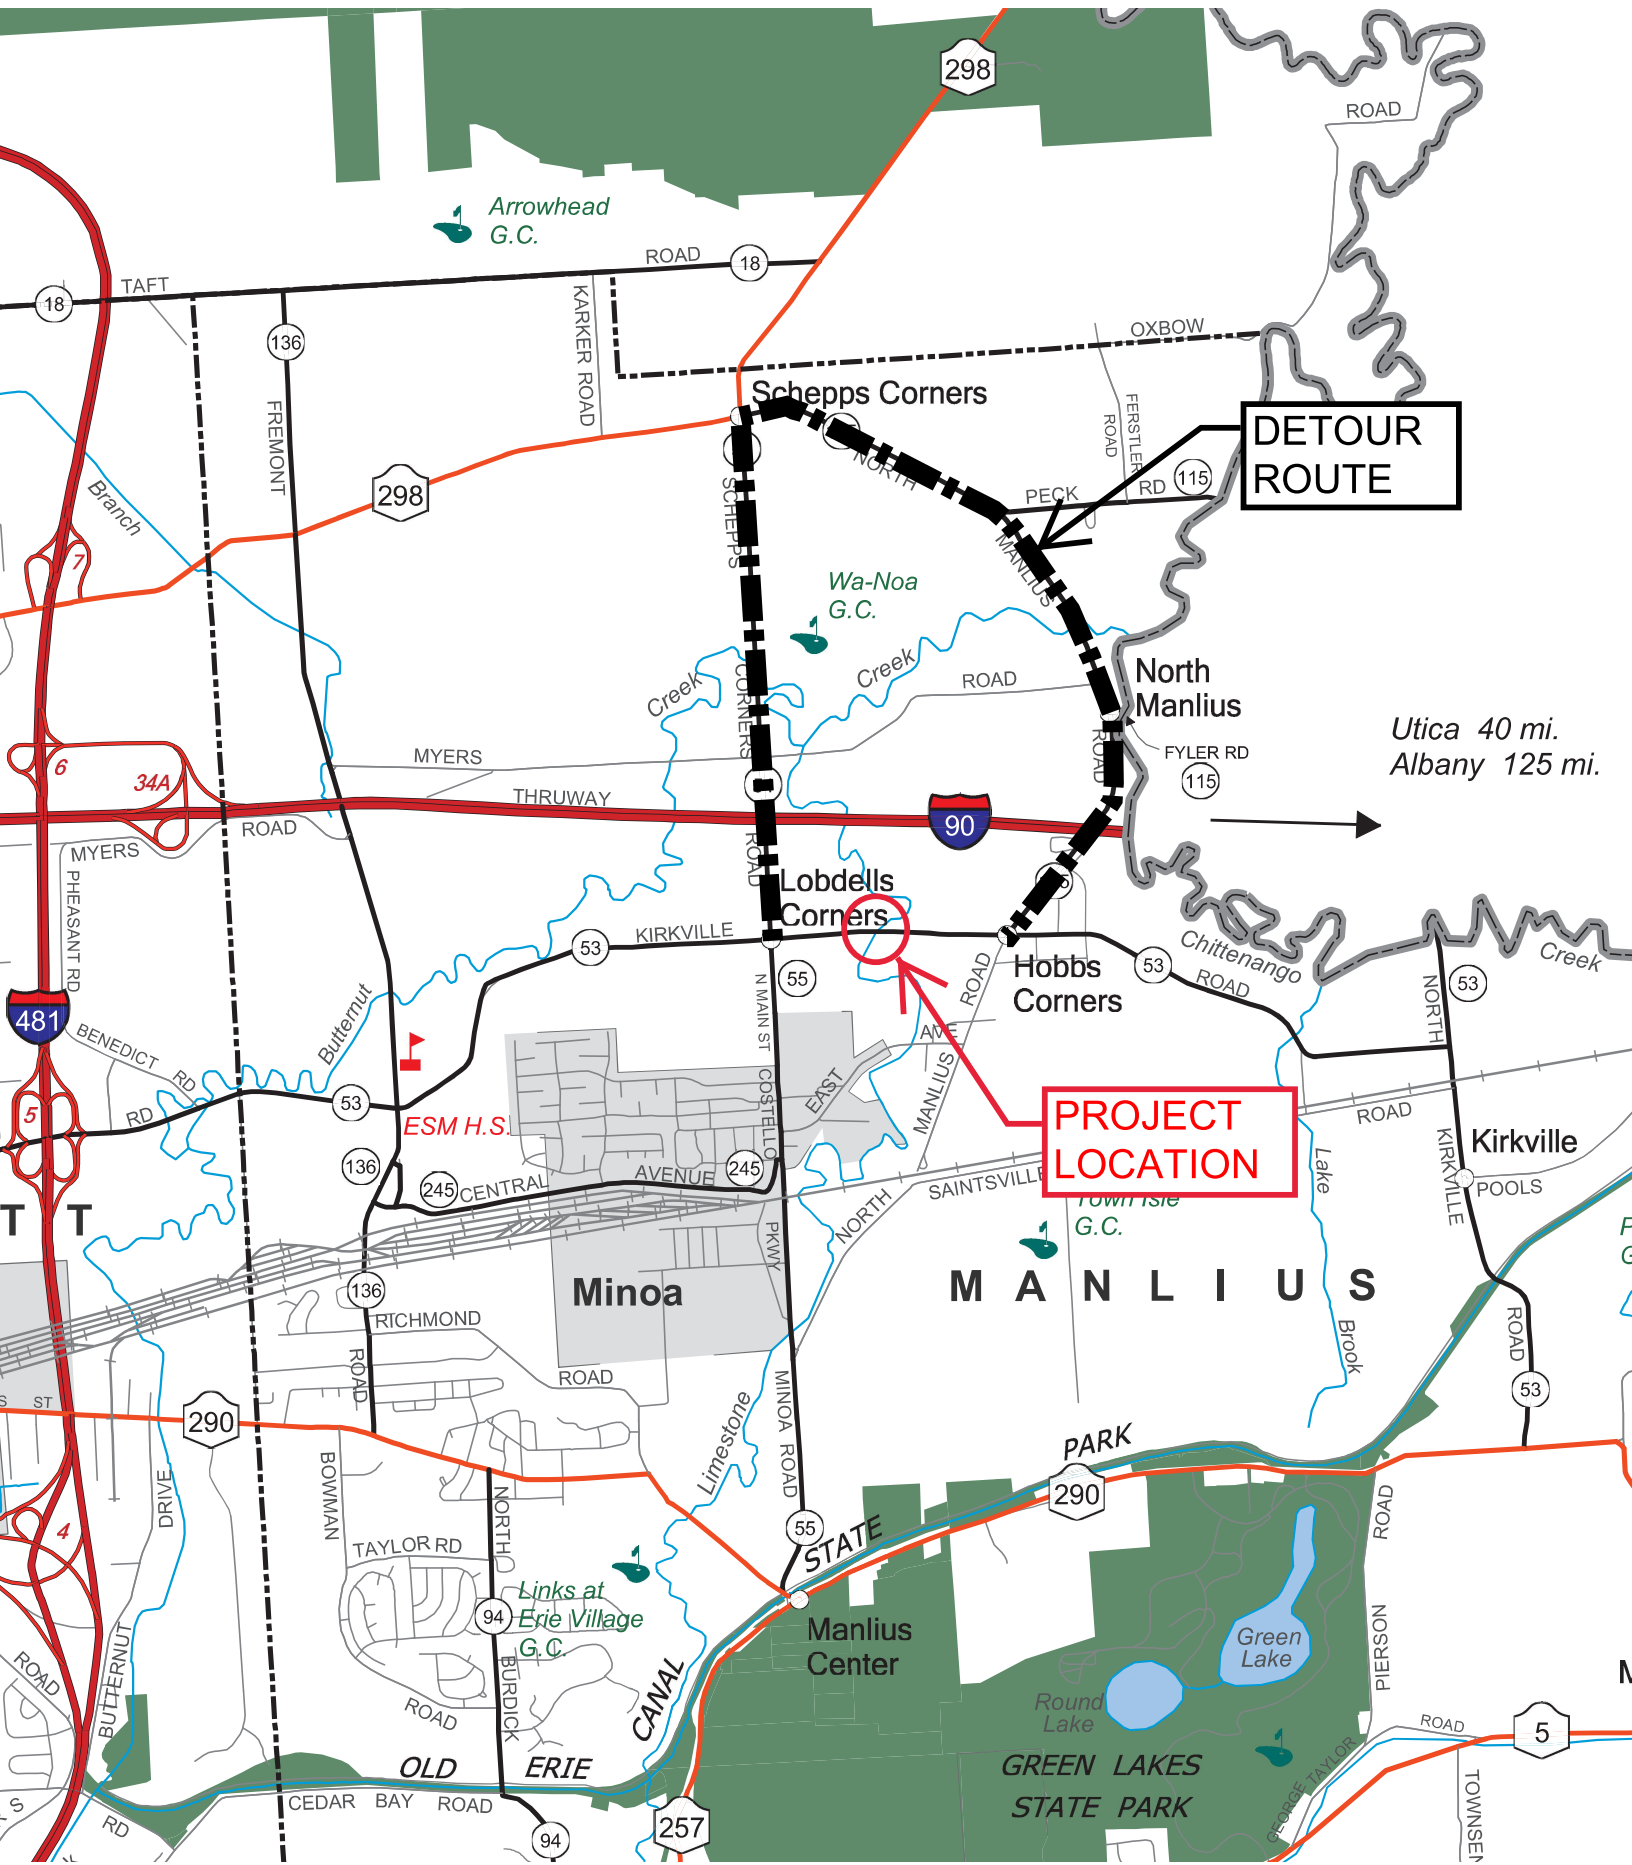 298
ROAD
Arrowhead
G.C.
ROAD
18
TAFT
18
KARKER ROAD
136
OXBOW
Schepps Corners
FREMONT
FERSTLER
ROAD
DETOUR
ROUTE
NORTH
PECK
RD
115
298
Branch
SCHEPPS
MANLIUS
7
Wa-Noa
G.C.
Creek
Creek
ROAD
North
Manlius
CORNERS
Utica 40 mi.
Albany 125 mi.
MYERS
ROAD
FYLER RD
115
6
34A
THRUWAY
90
ROAD
MYERS
ROAD
PHEASANT RD
Lobdells
Corners
KIRKVILLE
53
Chittenango
Creek
53
ROAD
NORTH
53
Hobbs
Corners
ROAD
55
N MAIN ST
481
BENEDICT
RD
Butternut
AVE
EAST
MANLIUS
COSTELLO
53
RD
5
ESM H.S.
PROJECT
LOCATION
ROAD
KIRKVILLE
Kirkville
POOLS
136
245
CENTRAL
AVENUE
245
SAINTSVILLE
Town Isle
G.C.
Lake
T T
NORTH
PKWY
136
Minoa
MANLIUS
RICHMOND
ROAD
ROAD
Brook
ROAD
53
MINOA ROAD
Limestone
S ST
290
BOWMAN
DRIVE
NORTH
PARK
290
ROAD
4
TAYLOR RD
55
STATE
Links at
Erie Village
G.C.
94
Manlius
Center
Green
Lake
PIERSON
BURDICK
ROAD
BUTTERNUT
ROAD
CANAL
Round
Lake
ROAD
5
OLD ERIE
GREEN LAKES
STATE PARK
GEORGE TAYLOR
CEDAR BAY ROAD
RD
94
257
TOWNSEN